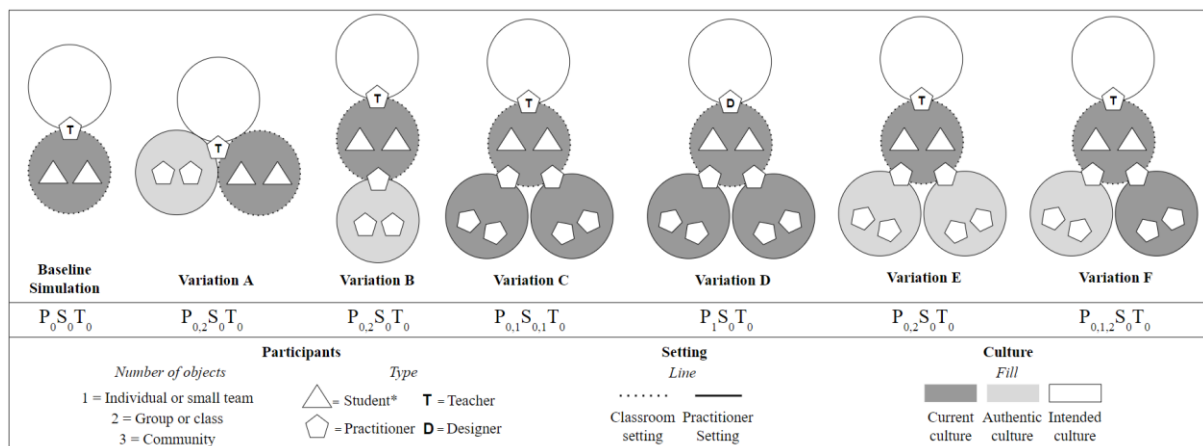 T
T
T
T
D
T
T
Baseline
Simulation
Variation A
Variation B
Variation C
Variation D
Variation E
Variation F
P₀S₀T₀
P₀,₂S₀T₀
P₀,₂S₀T₀
P₀,₁S₀,₁T₀
P₁S₀T₀
P₀,₂S₀T₀
P₀,₁,₂S₀T₀
Participants
Number of objects
1 = Individual or small team
2 = Group or class
3 = Community
Type
= Student*
= Practitioner
T = Teacher
D = Designer
Setting
Line
Classroom
setting
Practitioner
Setting
Culture
Fill
Current
culture
Authentic
culture
Intended
culture